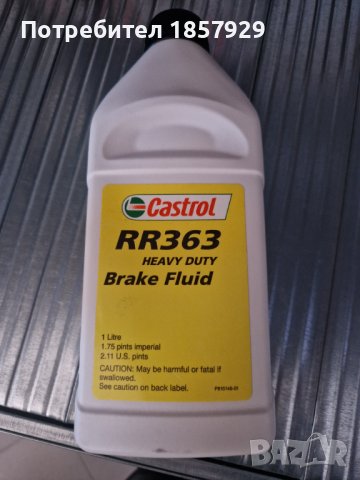 Потребител 1857929
Castrol
RR363
HEAVY DUTY
Brake Fluid
1 Litre
1.75 pints imperial
2.11 U.S. pints
CAUTION: May be harmful or fatal if
swallowed.
See caution on back label.
BAZAR